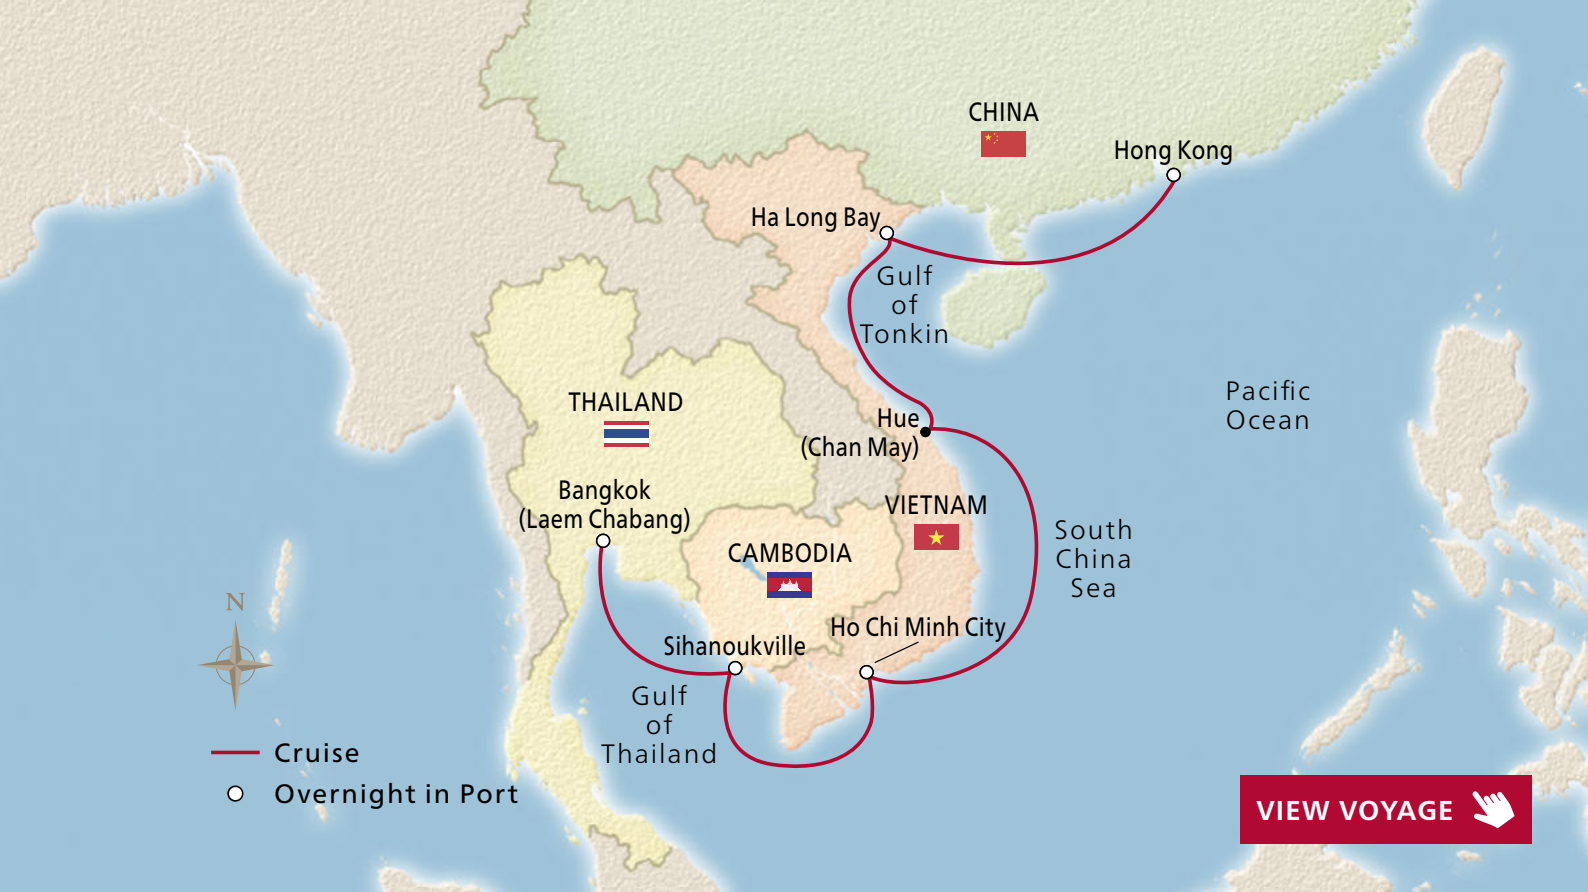 CHINA
Hong Kong
Ha Long Bay
Gulf
of
Tonkin
THAILAND
Pacific
Ocean
Hue
(Chan May)
Bangkok
(Laem Chabang)
VIETNAM
CAMBODIA
South
China
Sea
N
Ho Chi Minh City
Sihanoukville
Gulf
of
Thailand
Cruise
Overnight in Port
VIEW VOYAGE